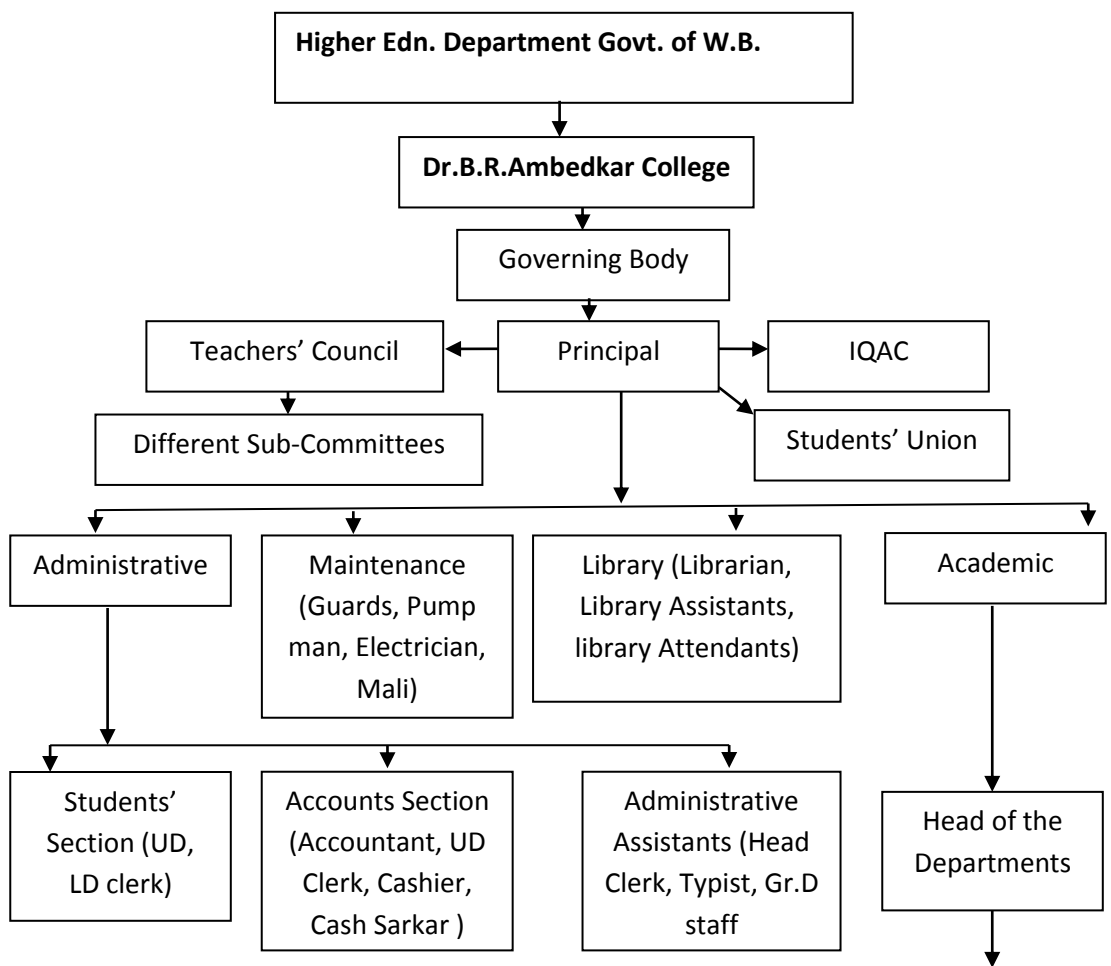 Higher Edn. Department Govt. of W.B.
Dr.B.R.Ambedkar College
Governing Body
Teachers’ Council
Principal
IQAC
Different Sub-Committees
Students’ Union
Administrative
Maintenance
(Guards, Pump
man, Electrician,
Mali)
Library (Librarian,
Library Assistants,
library Attendants)
Academic
Students’
Section (UD,
LD clerk)
Accounts Section
(Accountant, UD
Clerk, Cashier,
Cash Sarkar )
Administrative
Assistants (Head
Clerk, Typist, Gr.D
staff
Head of the
Departments